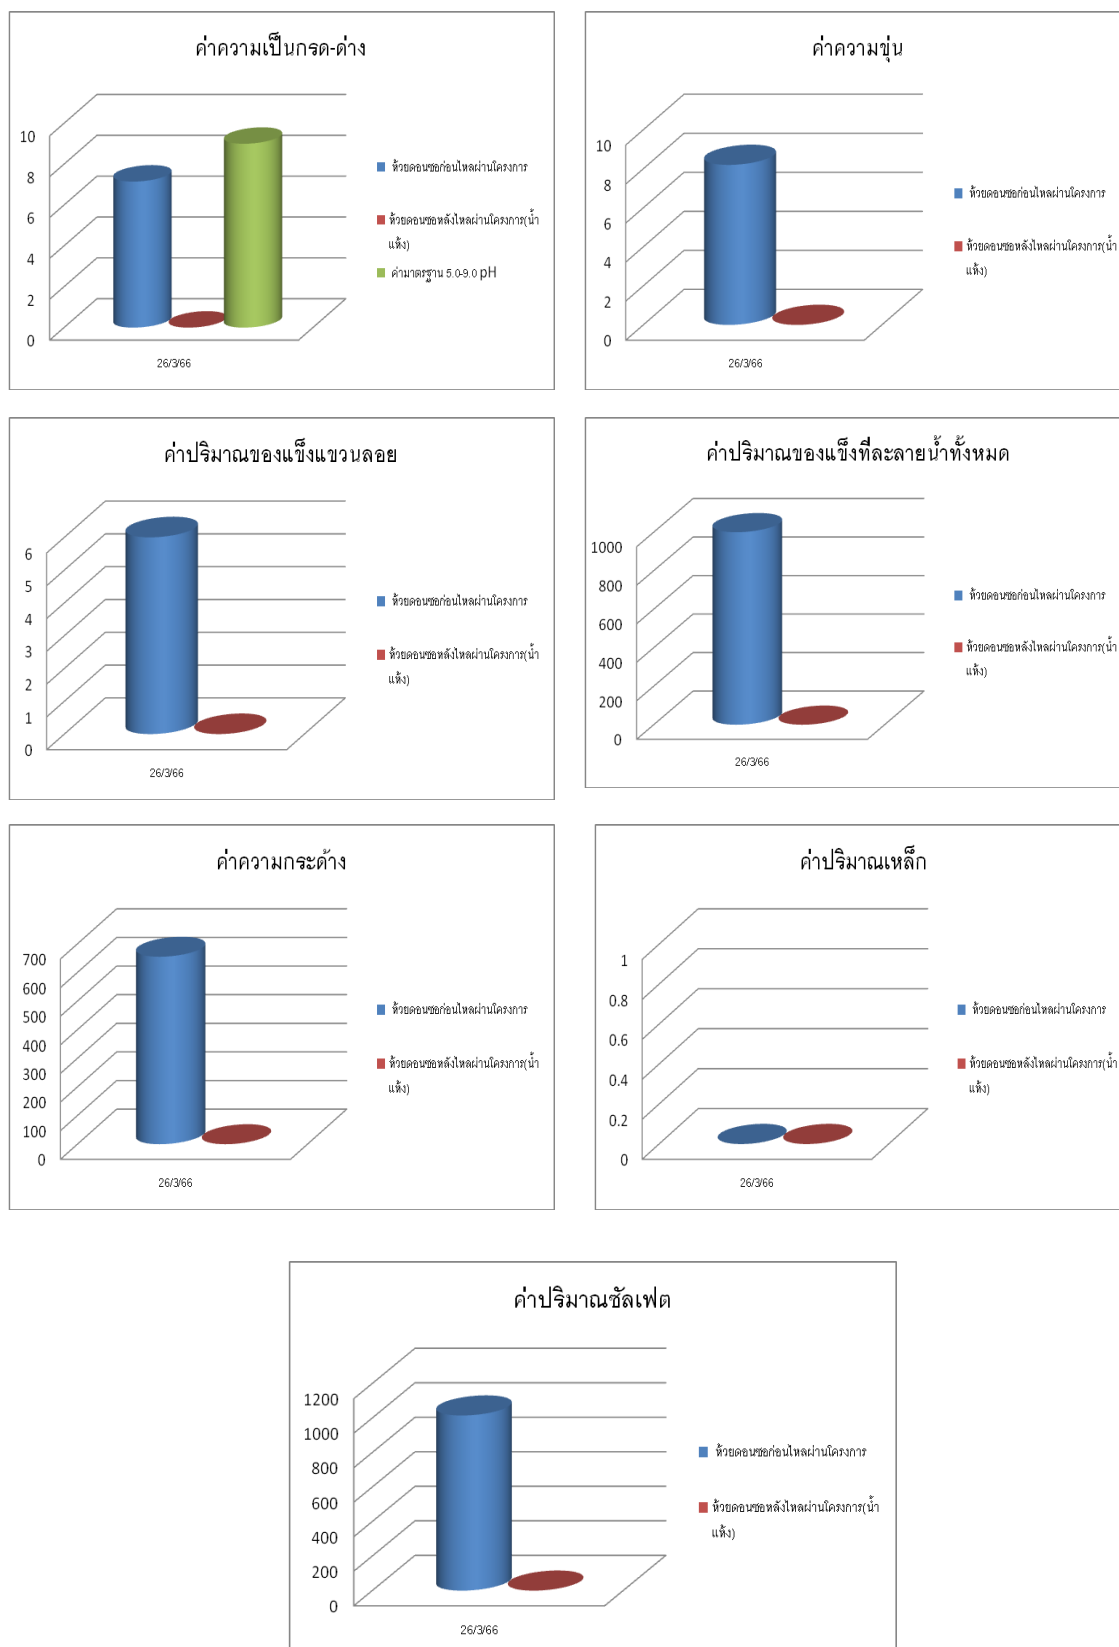 ค่าความเป็นกรด-ด่าง
10
8
6
4
2
0
26/3/66
ห้วยดอนชอก่อนไหลผ่านโครงการ
ห้วยดอนชอหลังไหลผ่านโครงการ(น้ำ
แห้ง)
ค่ามาตรฐาน 5.0-9.0 pH
ค่าความขุ่น
10
8
6
4
2
0
26/3/66
ห้วยดอนชอก่อนไหลผ่านโครงการ
ห้วยดอนชอหลังไหลผ่านโครงการ(น้ำ
แห้ง)
ค่าปริมาณของแข็งแขวนลอย
6
5
4
3
2
1
0
26/3/66
ห้วยดอนชอก่อนไหลผ่านโครงการ
ห้วยดอนชอหลังไหลผ่านโครงการ(น้ำ
แห้ง)
ค่าปริมาณของแข็งที่ละลายน้ำทั้งหมด
1000
800
600
400
200
0
26/3/66
ห้วยดอนชอก่อนไหลผ่านโครงการ
ห้วยดอนชอหลังไหลผ่านโครงการ(น้ำ
แห้ง)
ค่าความกระด้าง
700
600
500
400
300
200
100
0
26/3/66
ห้วยดอนชอก่อนไหลผ่านโครงการ
ห้วยดอนชอหลังไหลผ่านโครงการ(น้ำ
แห้ง)
ค่าปริมาณเหล็ก
1
0.8
0.6
0.4
0.2
0
26/3/66
ห้วยดอนชอก่อนไหลผ่านโครงการ
ห้วยดอนชอหลังไหลผ่านโครงการ(น้ำ
แห้ง)
ค่าปริมาณซัลเฟต
1200
1000
800
600
400
200
0
26/3/66
ห้วยดอนชอก่อนไหลผ่านโครงการ
ห้วยดอนชอหลังไหลผ่านโครงการ(น้ำ
แห้ง)